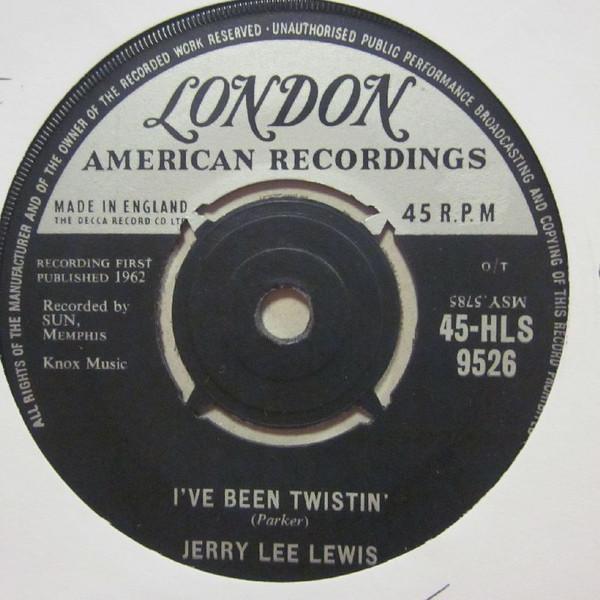 ALL RIGHTS OF THE MANUFACTURER AND OF THE OWNER OF THE RECORDED WORK RESERVED · UNAUTHORISED PUBLIC PERFORMANCE BROADCASTING AND COPYING OF THIS RECORD PROHIBITED
LONDON
AMERICAN RECORDINGS
MADE IN ENGLAND
THE DECCA RECORD CO LTD
45 R.P.M
RECORDING FIRST
PUBLISHED 1962
O/T
Recorded by
SUN,
MEMPHIS
MSY.5785
45-HLS
9526
Knox Music
I'VE BEEN TWISTIN'
(Parker)
JERRY LEE LEWIS